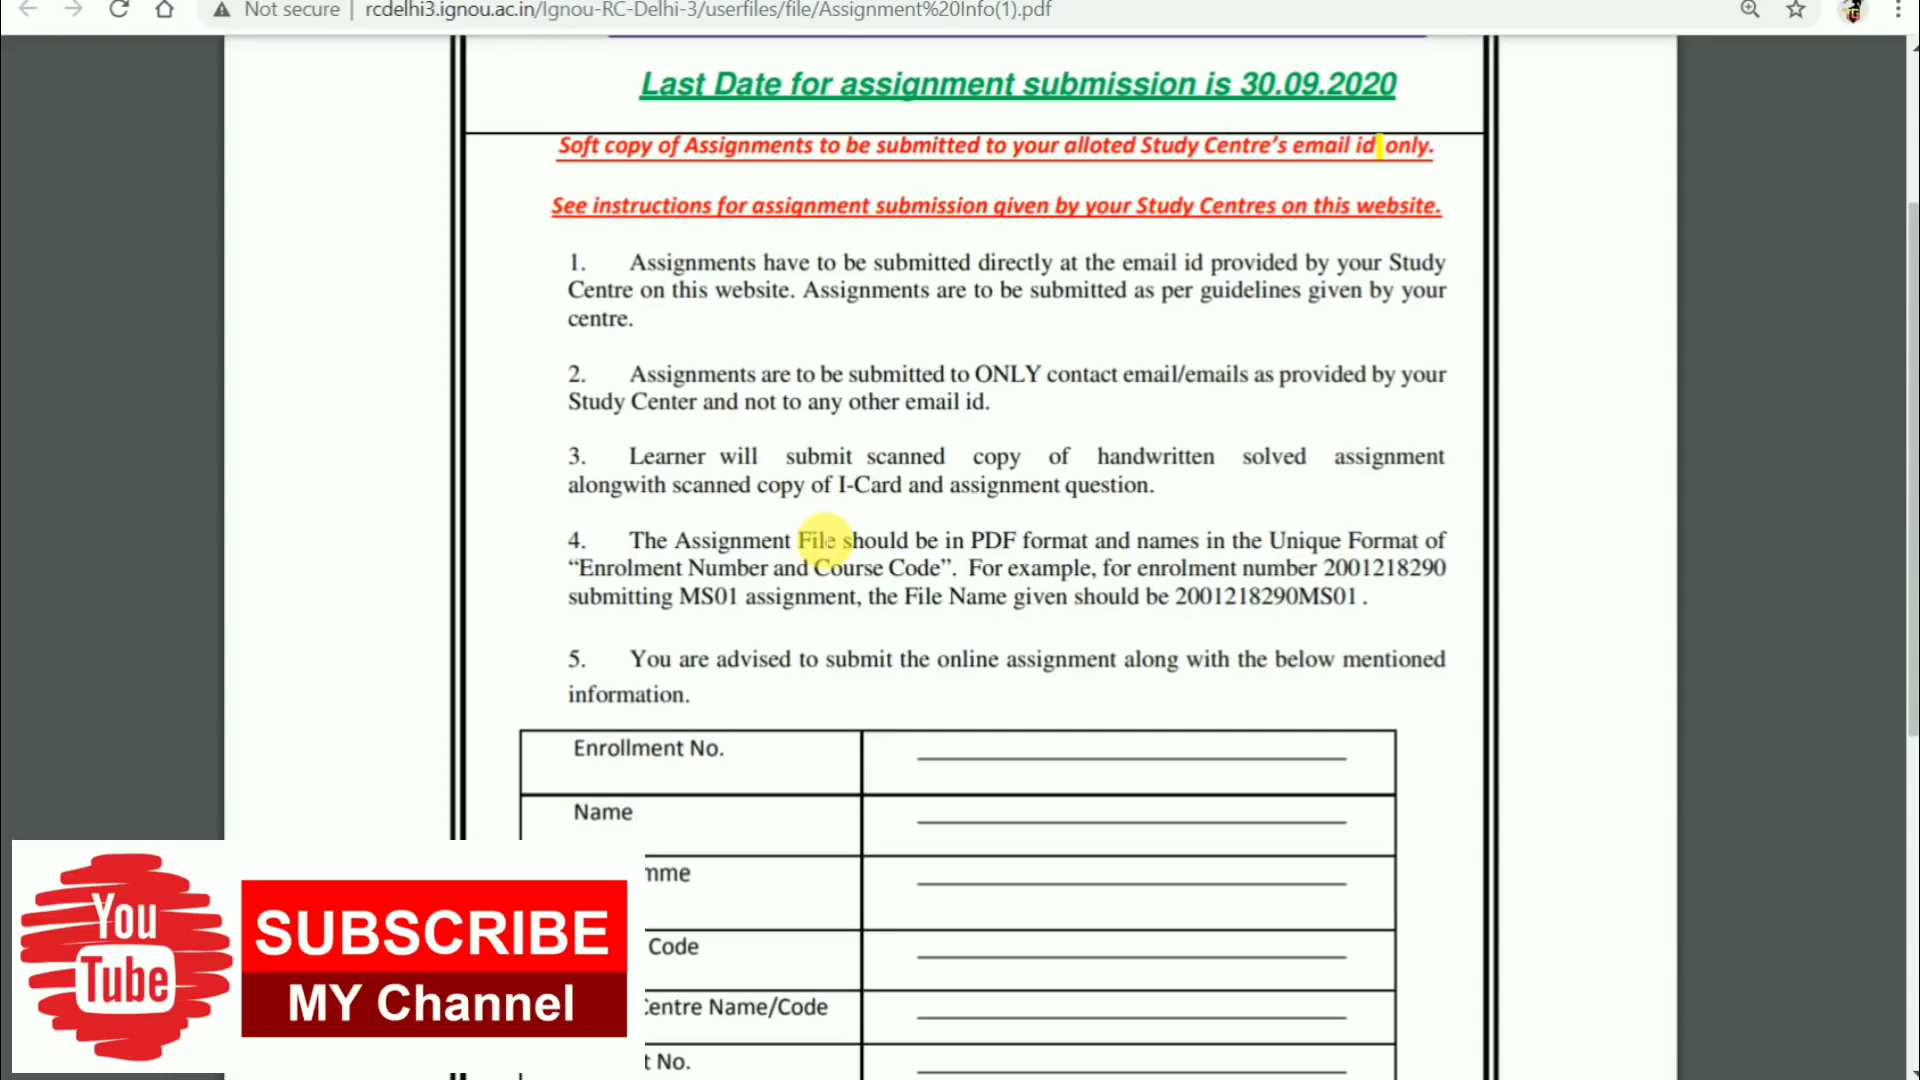 Not secure | rcdelhi3.ignou.ac.in/Ignou-RC-Delhi-3/userfiles/file/Assignment%20Info(1).pdf
Last Date for assignment submission is 30.09.2020
Soft copy of Assignments to be submitted to your alloted Study Centre's email id only.
See instructions for assignment submission given by your Study Centres on this website.
1. Assignments have to be submitted directly at the email id provided by your Study
Centre on this website. Assignments are to be submitted as per guidelines given by your
centre.
2. Assignments are to be submitted to ONLY contact email/emails as provided by your
Study Center and not to any other email id.
3. Learner will submit scanned copy of handwritten solved assignment
alongwith scanned copy of I-Card and assignment question.
4. The Assignment File should be in PDF format and names in the Unique Format of
“Enrolment Number and Course Code”. For example, for enrolment number 2001218290
submitting MS01 assignment, the File Name given should be 2001218290MS01 .
5. You are advised to submit the online assignment along with the below mentioned
information.
Enrollment No.
Name
mme
Code
entre Name/Code
t No.
You
Tube
SUBSCRIBE
MY Channel